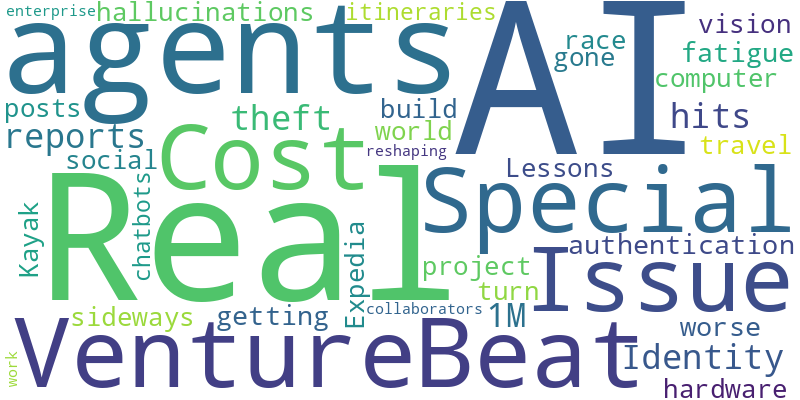 enterprise
hallucinations
itineraries
vision
agents
AI
race
gone
fatigue
computer
posts
reports
theft
build
world
hits
social
Cost
reshaping
travel
Lessons
Kayak
chatbots
Real
Special
authentication
Expedia
project
turn
Issue
sideways
getting
collaborators
1M
worse
work
VentureBeat
Identity
hardware